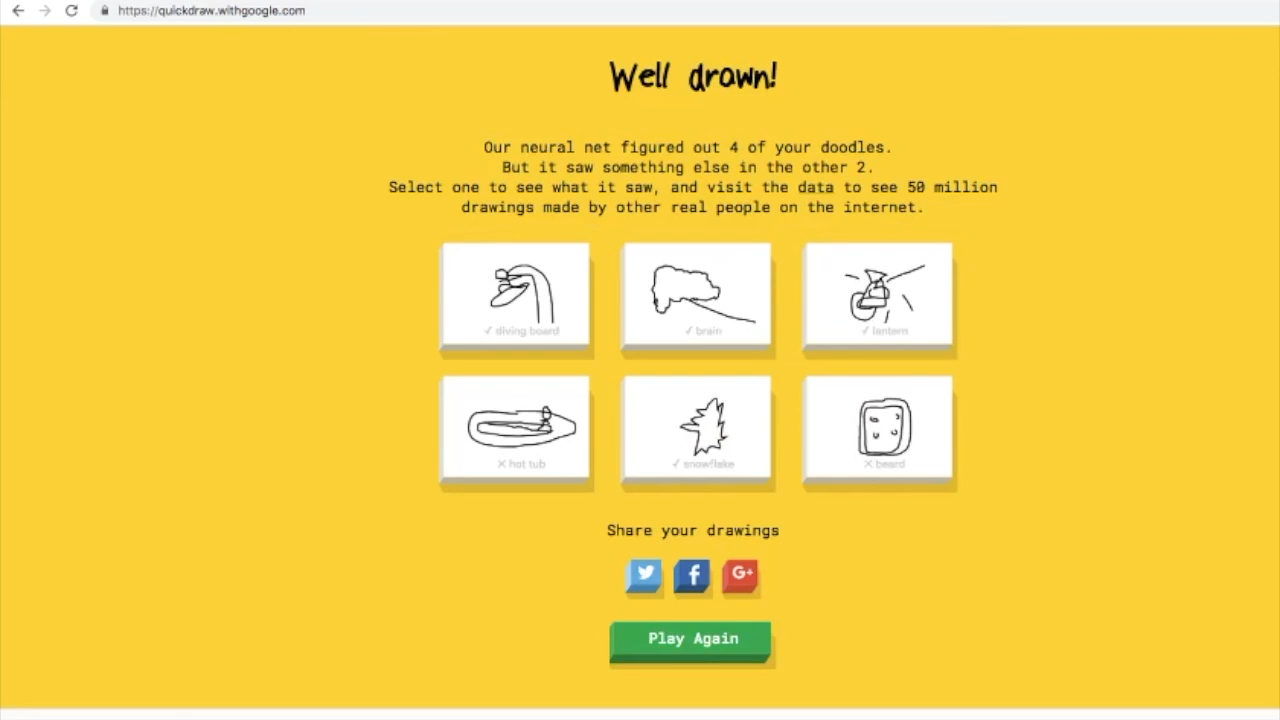 https://quickdraw.withgoogle.com
Well drawn!
Our neural net figured out 4 of your doodles.
But it saw something else in the other 2.
Select one to see what it saw, and visit the data to see 50 million
drawings made by other real people on the internet.
✓ diving board
✓ brain
✓ lantern
✕ hot tub
✓ snowflake
✕ beard
Share your drawings
f
G+
Play Again